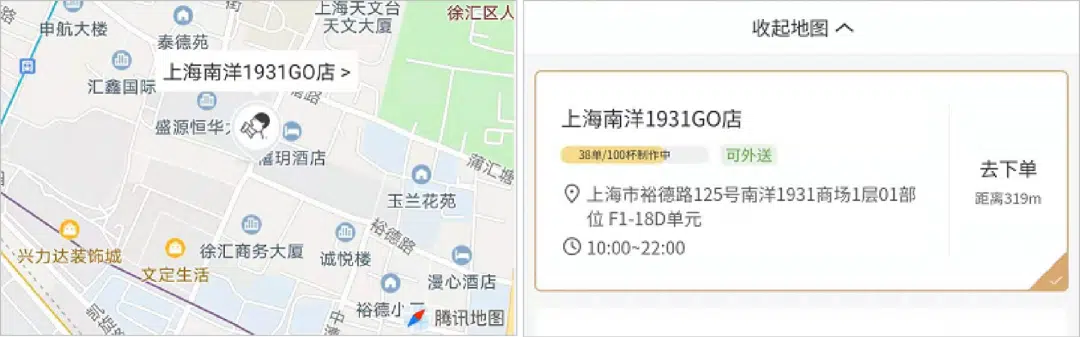 上海天文台
天文大厦
徐汇区人
申航大楼
泰德苑
上海南洋1931GO店 >
汇鑫国际
盛源恒华大
禧玥酒店
蒲汇塘
玉兰花苑
裕德路
徐汇商务大厦
诚悦楼
兴力达装饰城
文定生活
漫心酒店
裕德小
腾讯地图
收起地图
上海南洋1931GO店
38单/100杯制作中
可外送
去下单
距离319m
上海市裕德路125号南洋1931商场1层01部
位 F1-18D单元
10:00~22:00